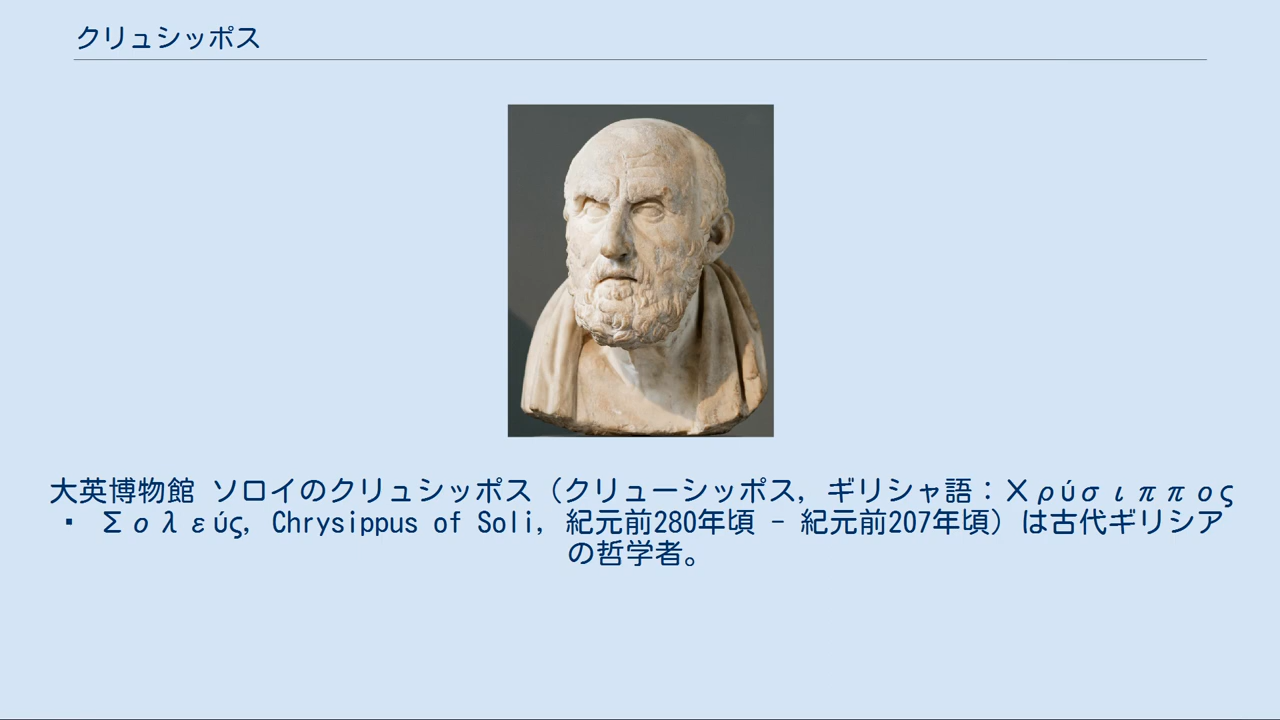 クリュシッポス
大英博物館 ソロイのクリュシッポス（クリューシッポス, ギリシャ語：Χρύσιππος
・ Σολεύς, Chrysippus of Soli, 紀元前280年頃 - 紀元前207年頃）は古代ギリシア
の哲学者。